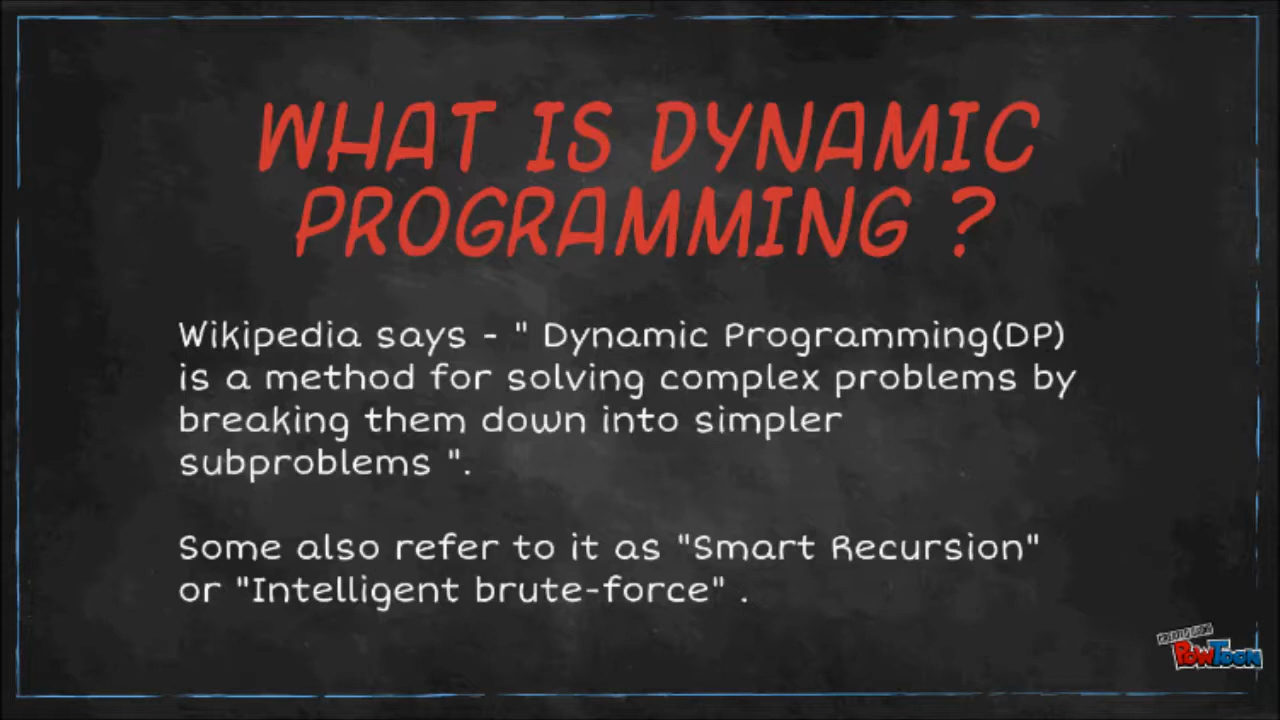 WHAT IS DYNAMIC
PROGRAMMING ?
Wikipedia says - " Dynamic Programming(DP)
is a method for solving complex problems by
breaking them down into simpler
subproblems ".
Some also refer to it as "Smart Recursion"
or "Intelligent brute-force" .
POWTOON